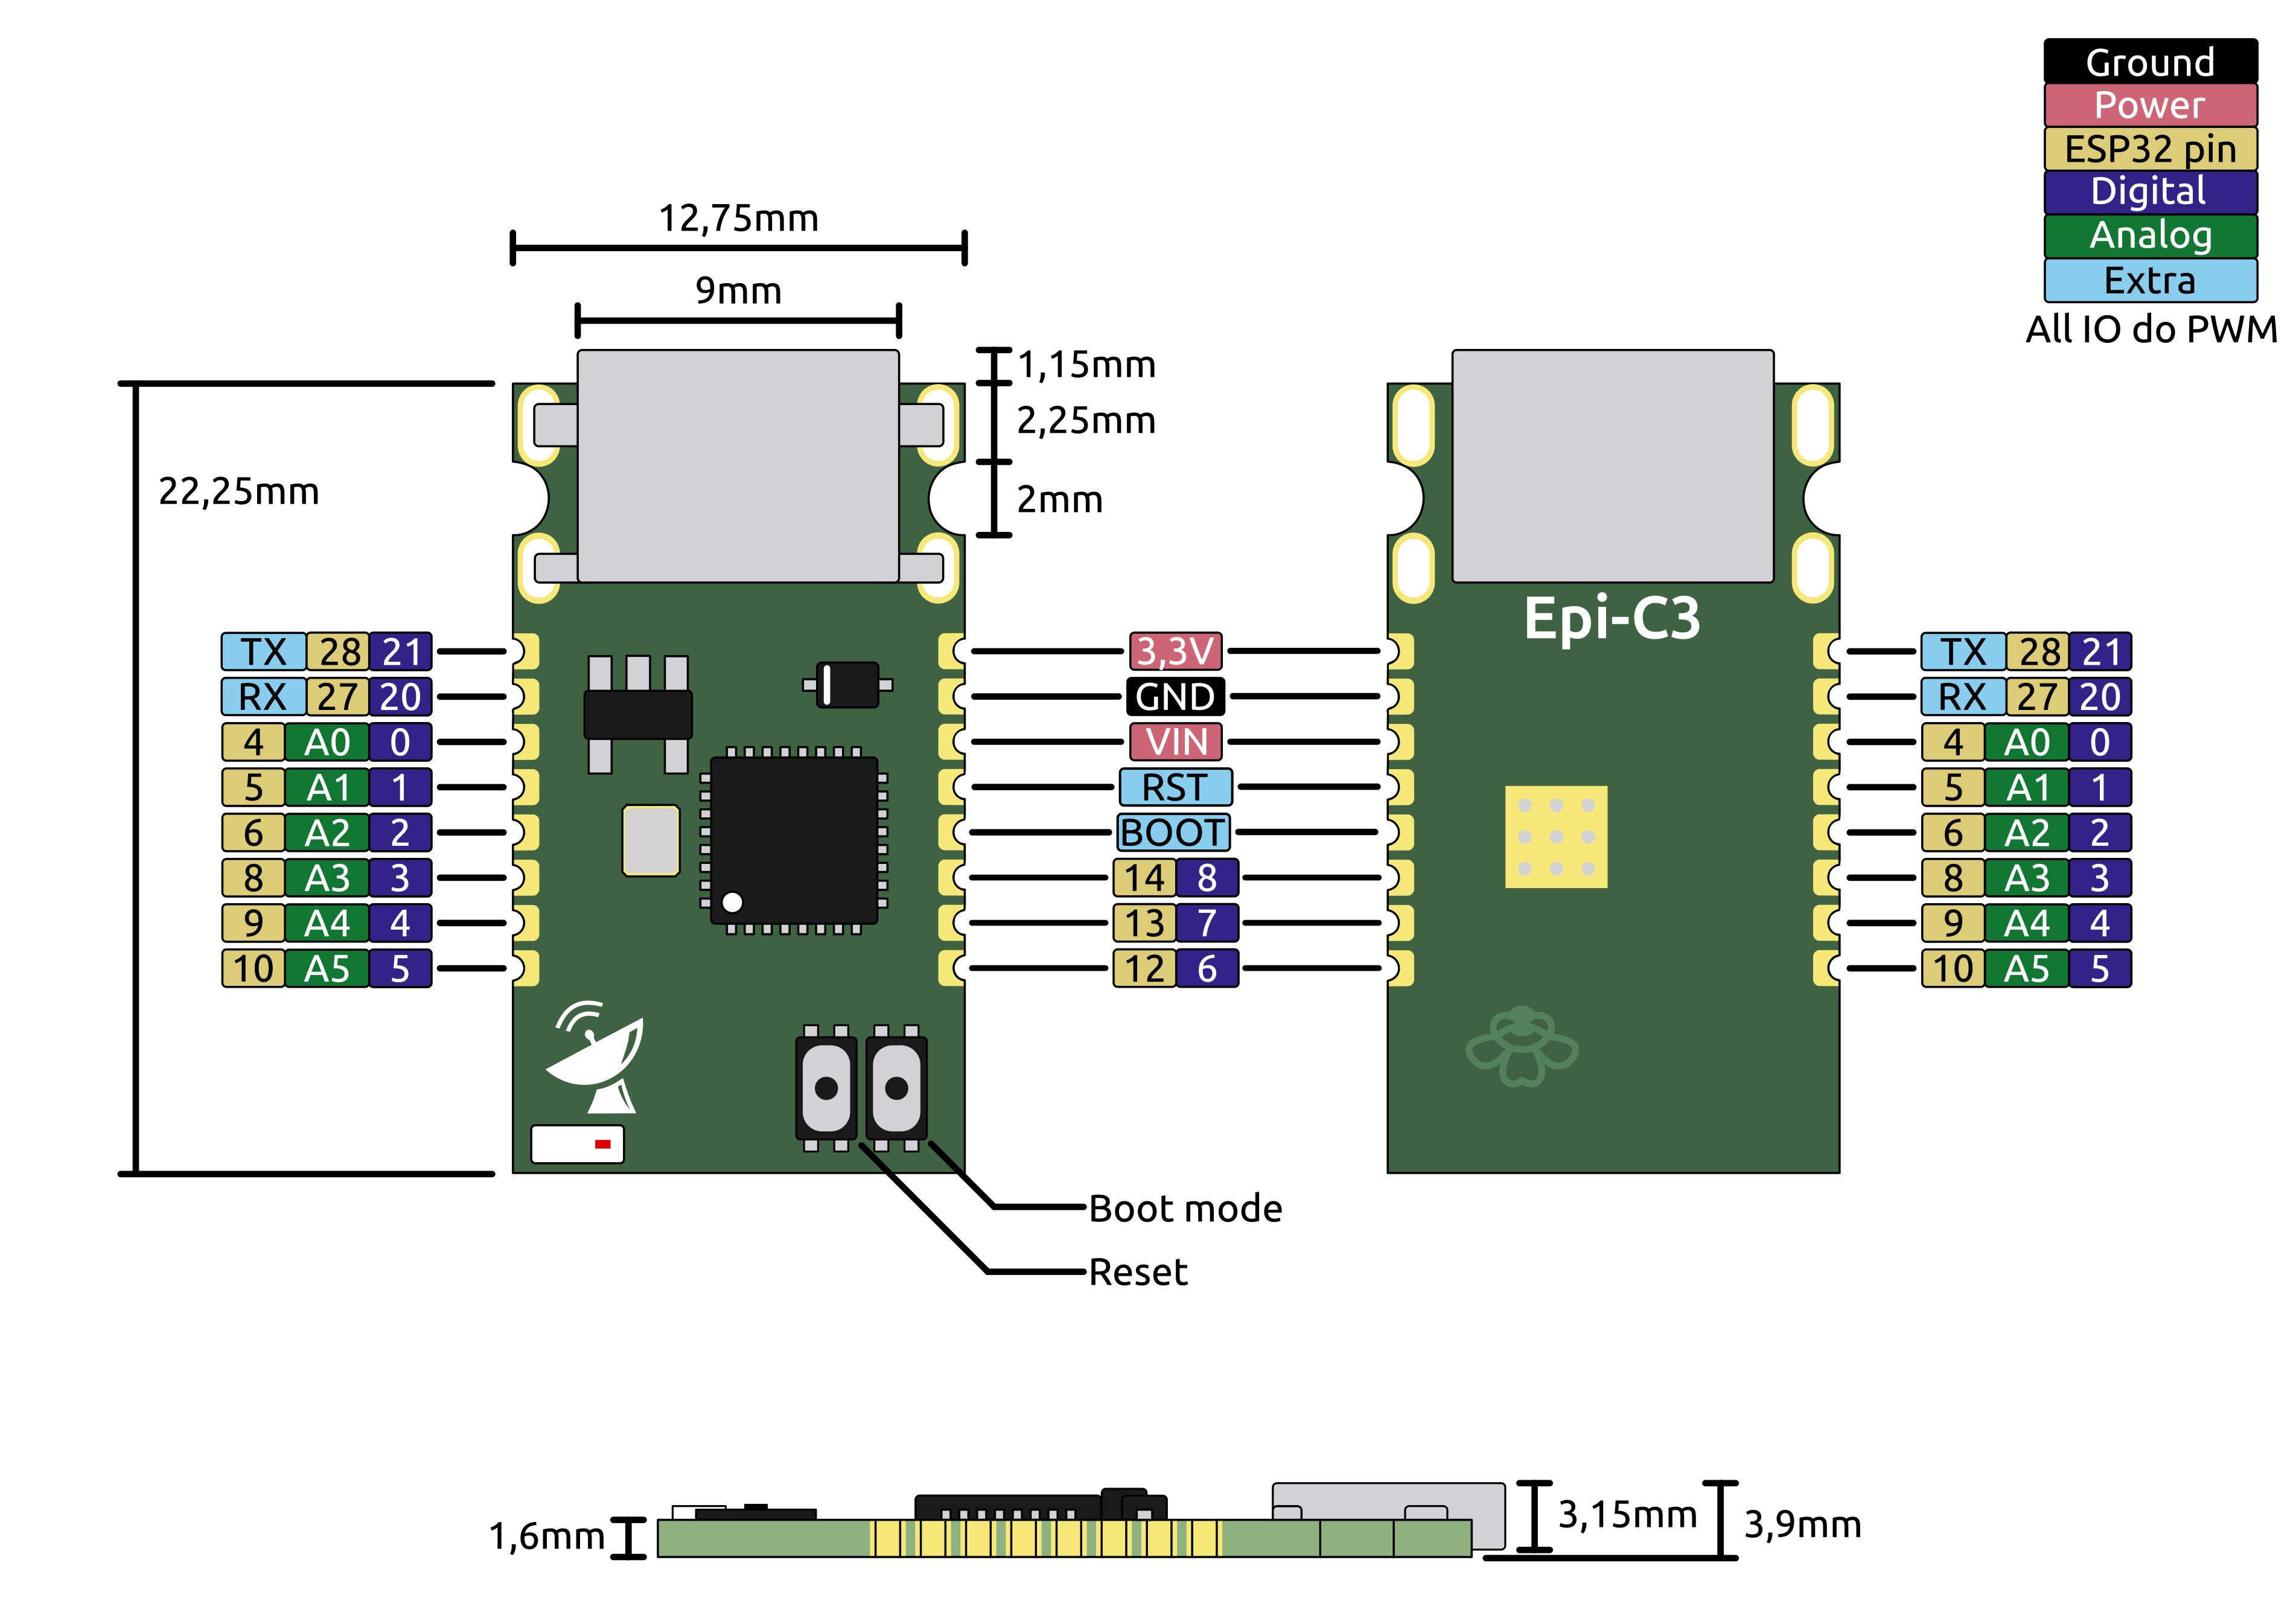 Ground
Power
ESP32 pin
Digital
Analog
Extra
All IO do PWM
12,75mm
9mm
1,15mm
2,25mm
2mm
22,25mm
Epi-C3
TX 28 21 3,3V TX 28 21
RX 27 20 GND RX 27 20
4 A0 0 VIN 4 A0 0
5 A1 1 RST 5 A1 1
6 A2 2 BOOT 6 A2 2
8 A3 3 14 8 8 A3 3
9 A4 4 13 7 9 A4 4
10 A5 5 12 6 10 A5 5
Boot mode
Reset
1,6mm
3,15mm
3,9mm